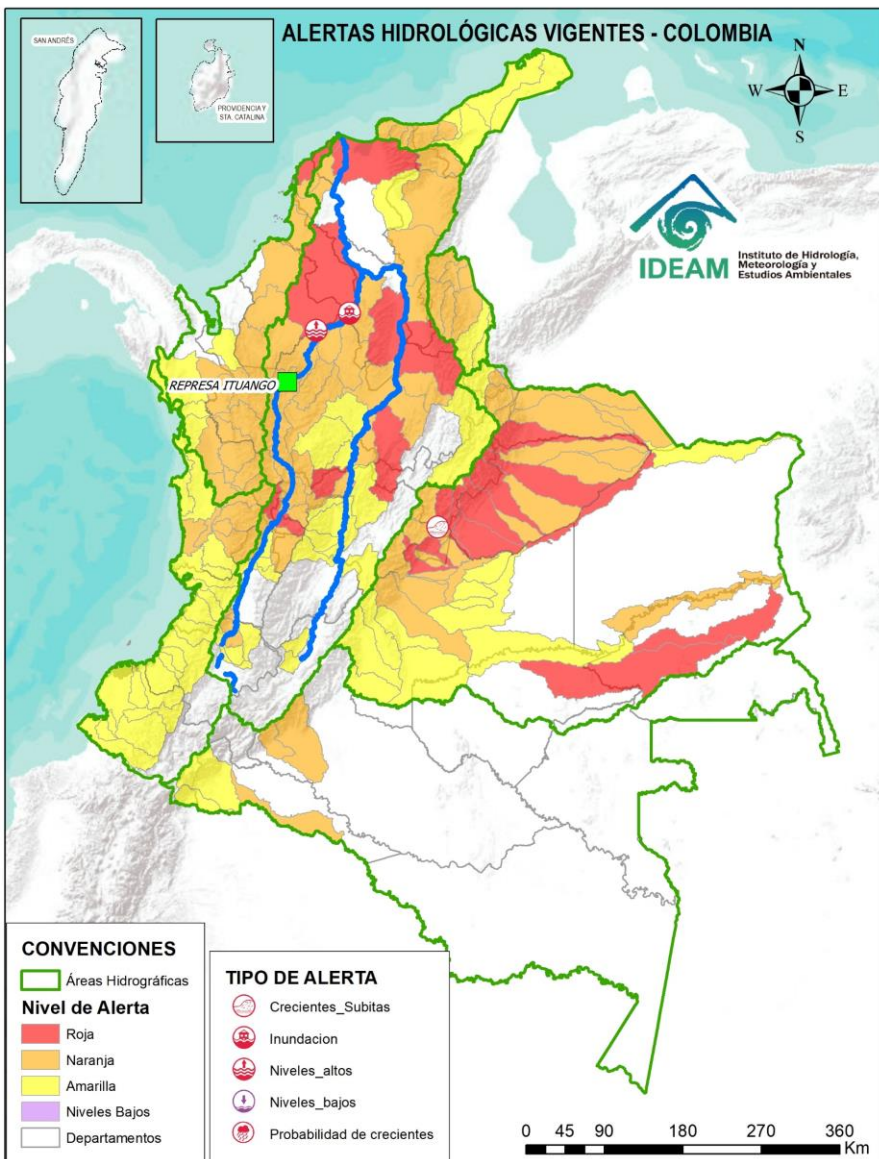 ALERTAS HIDROLÓGICAS VIGENTES - COLOMBIA
SAN ANDRÉS
PROVIDENCIA Y
STA. CATALINA
N
W
E
S
IDEAM
Instituto de Hidrología,
Meteorología y
Estudios Ambientales
REPRESA ITUANGO
CONVENCIONES
Áreas Hidrográficas
Nivel de Alerta
Roja
Naranja
Amarilla
Niveles Bajos
Departamentos
TIPO DE ALERTA
Crecientes_Subitas
Inundacion
Niveles_altos
Niveles_bajos
Probabilidad de crecientes
0 45 90 180 270 360
Km